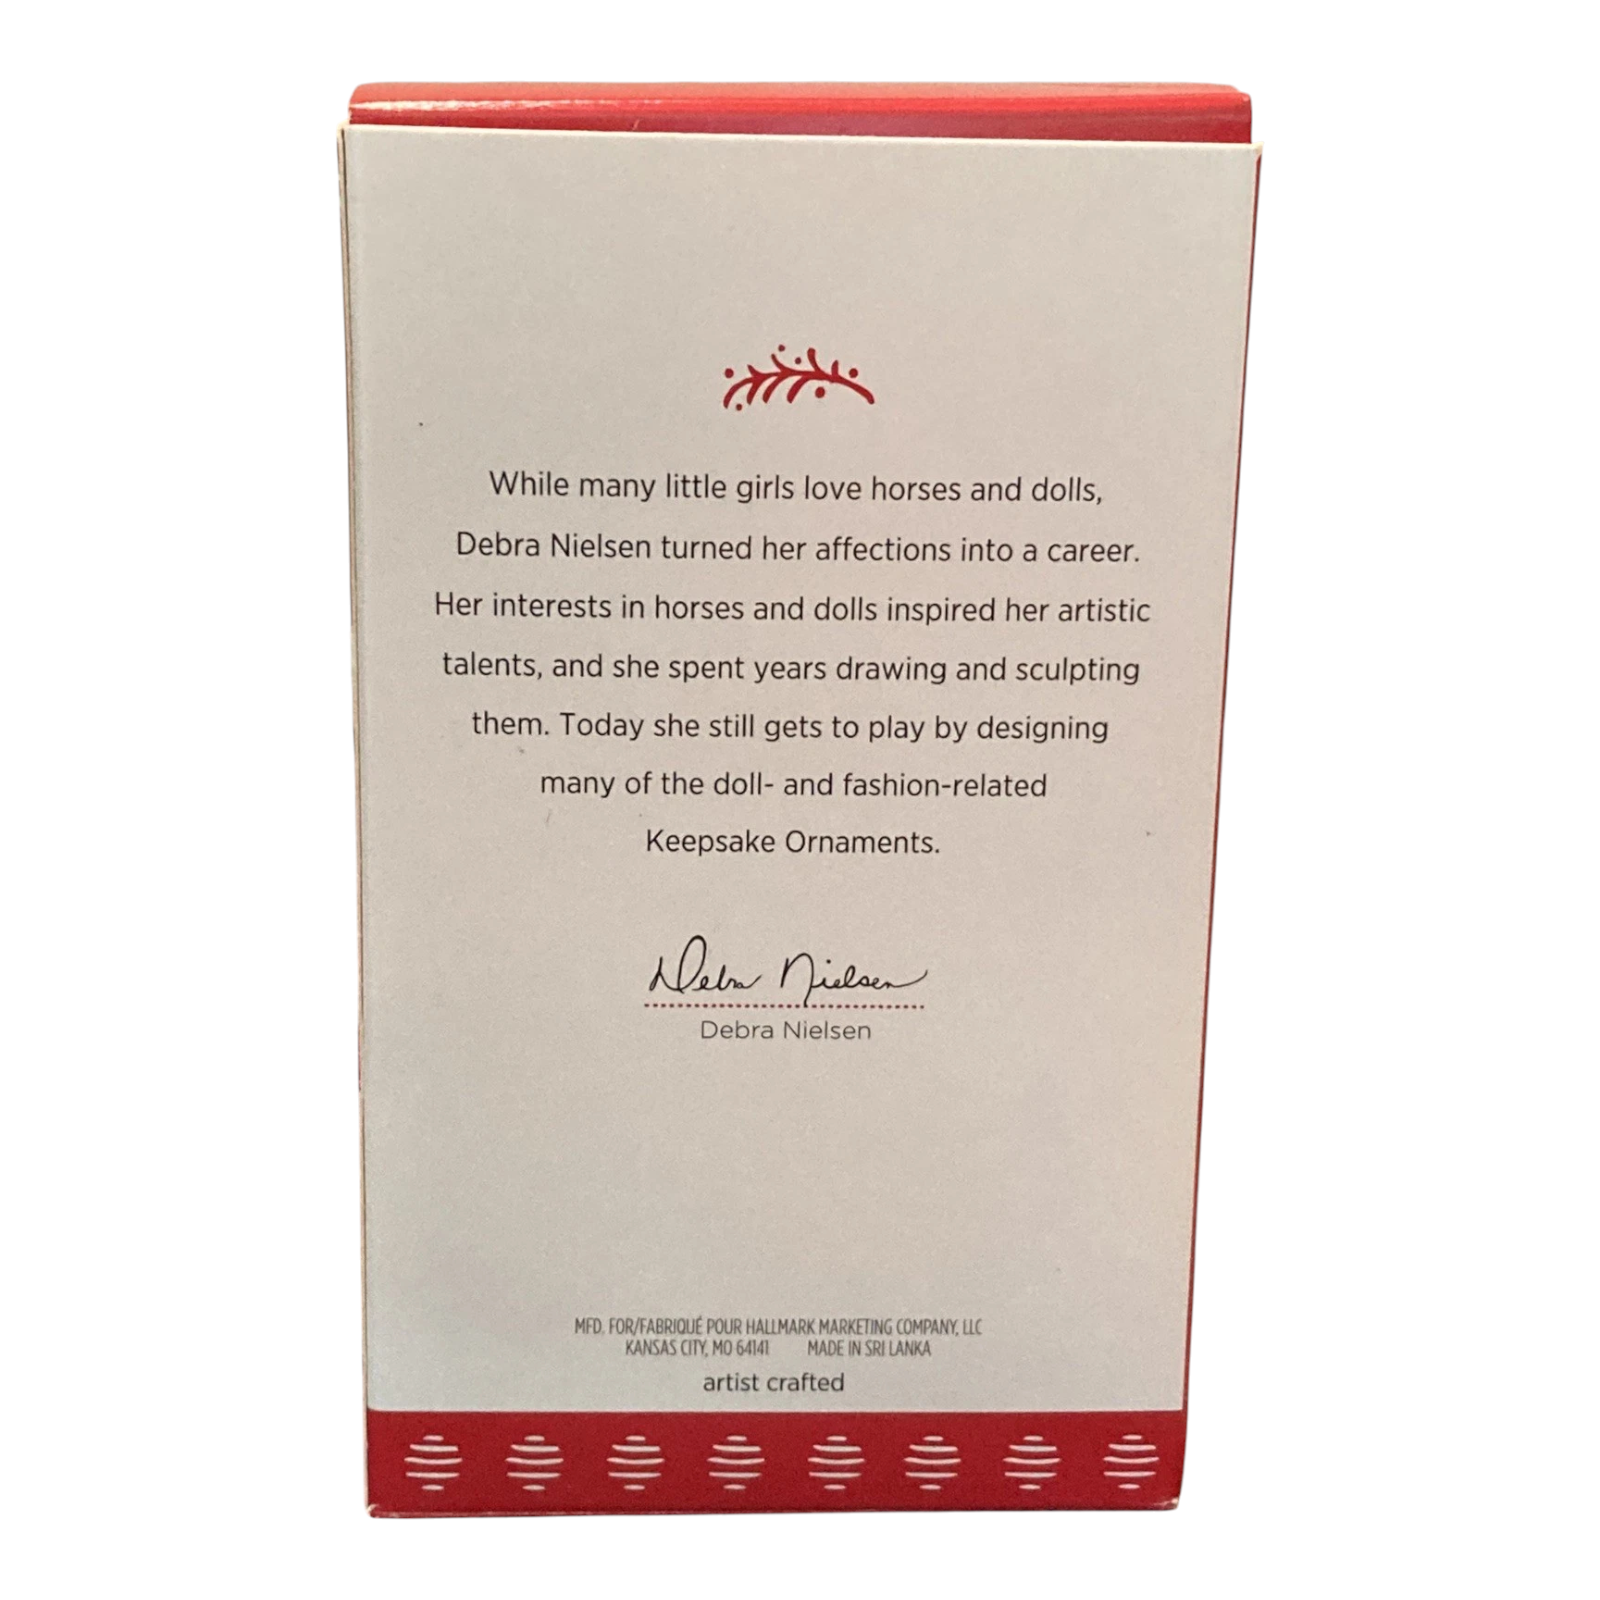 While many little girls love horses and dolls,
Debra Nielsen turned her affections into a career.
Her interests in horses and dolls inspired her artistic
talents, and she spent years drawing and sculpting
them. Today she still gets to play by designing
many of the doll- and fashion-related
Keepsake Ornaments.
Debra Nielsen
Debra Nielsen
MFD. FOR/FABRIQUÉ POUR HALLMARK MARKETING COMPANY, LLC
KANSAS CITY, MO 64141 MADE IN SRI LANKA
artist crafted